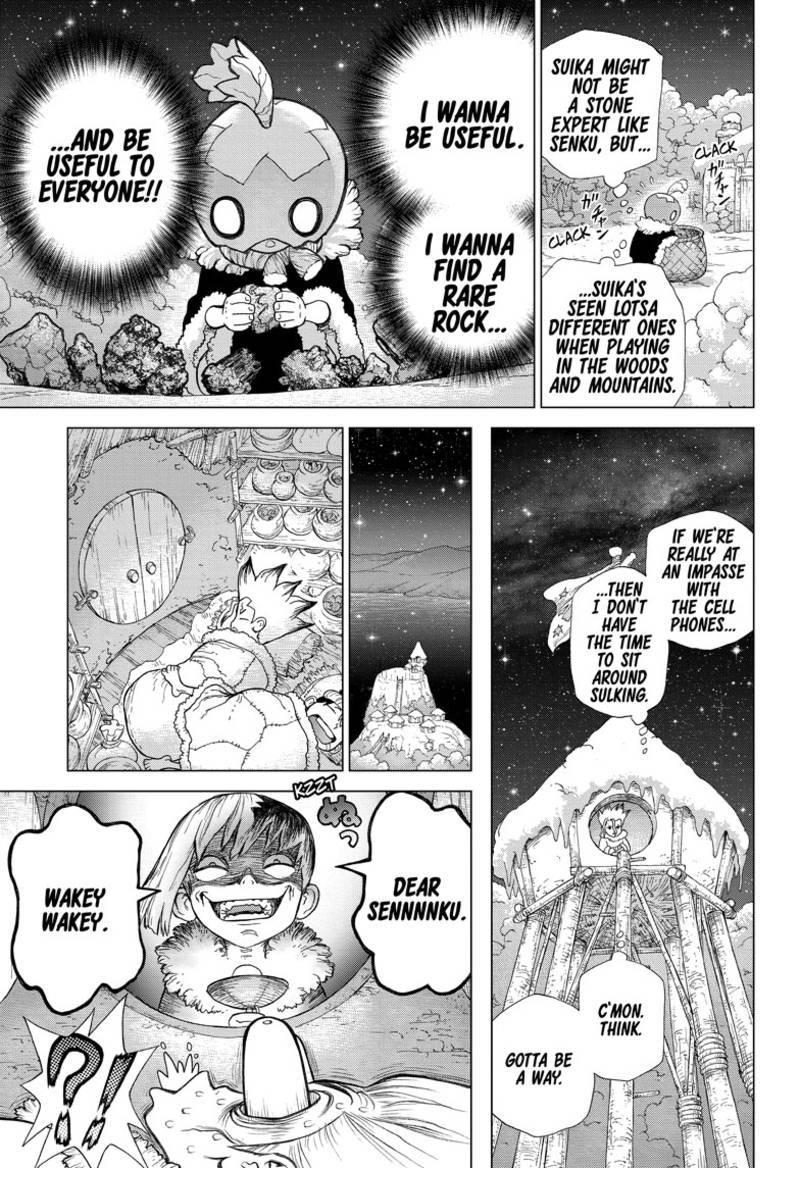 SUIKA MIGHT
NOT BE
A STONE
EXPERT LIKE
SENKU, BUT...
CLACK
ガチャン
CLACK
ガチャン
...SUIKA'S
SEEN LOTSA
DIFFERENT ONES
WHEN PLAYING
IN THE WOODS
AND MOUNTAINS.
I WANNA
BE USEFUL.
I WANNA
FIND A
RARE
ROCK...
...AND BE
USEFUL TO
EVERYONE!!
IF WE'RE
REALLY AT
AN IMPASSE
WITH THE CELL
PHONES...
...THEN
I DON'T
HAVE
THE TIME
TO SIT
AROUND
SULKING.
C'MON.
THINK.
GOTTA BE
A WAY.
KZZT
ぬっ
DEAR
SENNNNKU.
WAKEY
WAKEY.
?!